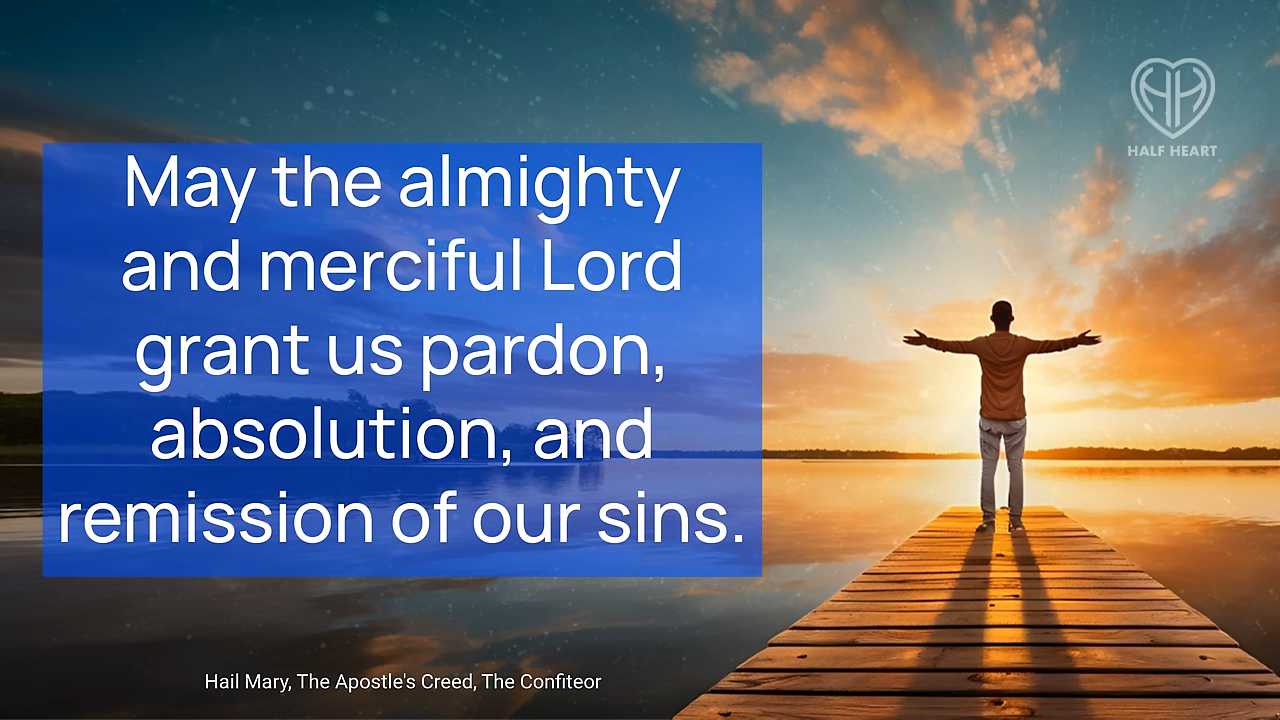 HALF HEART
May the almighty
and merciful Lord
grant us pardon,
absolution, and
remission of our sins.
Hail Mary, The Apostle's Creed, The Confiteor